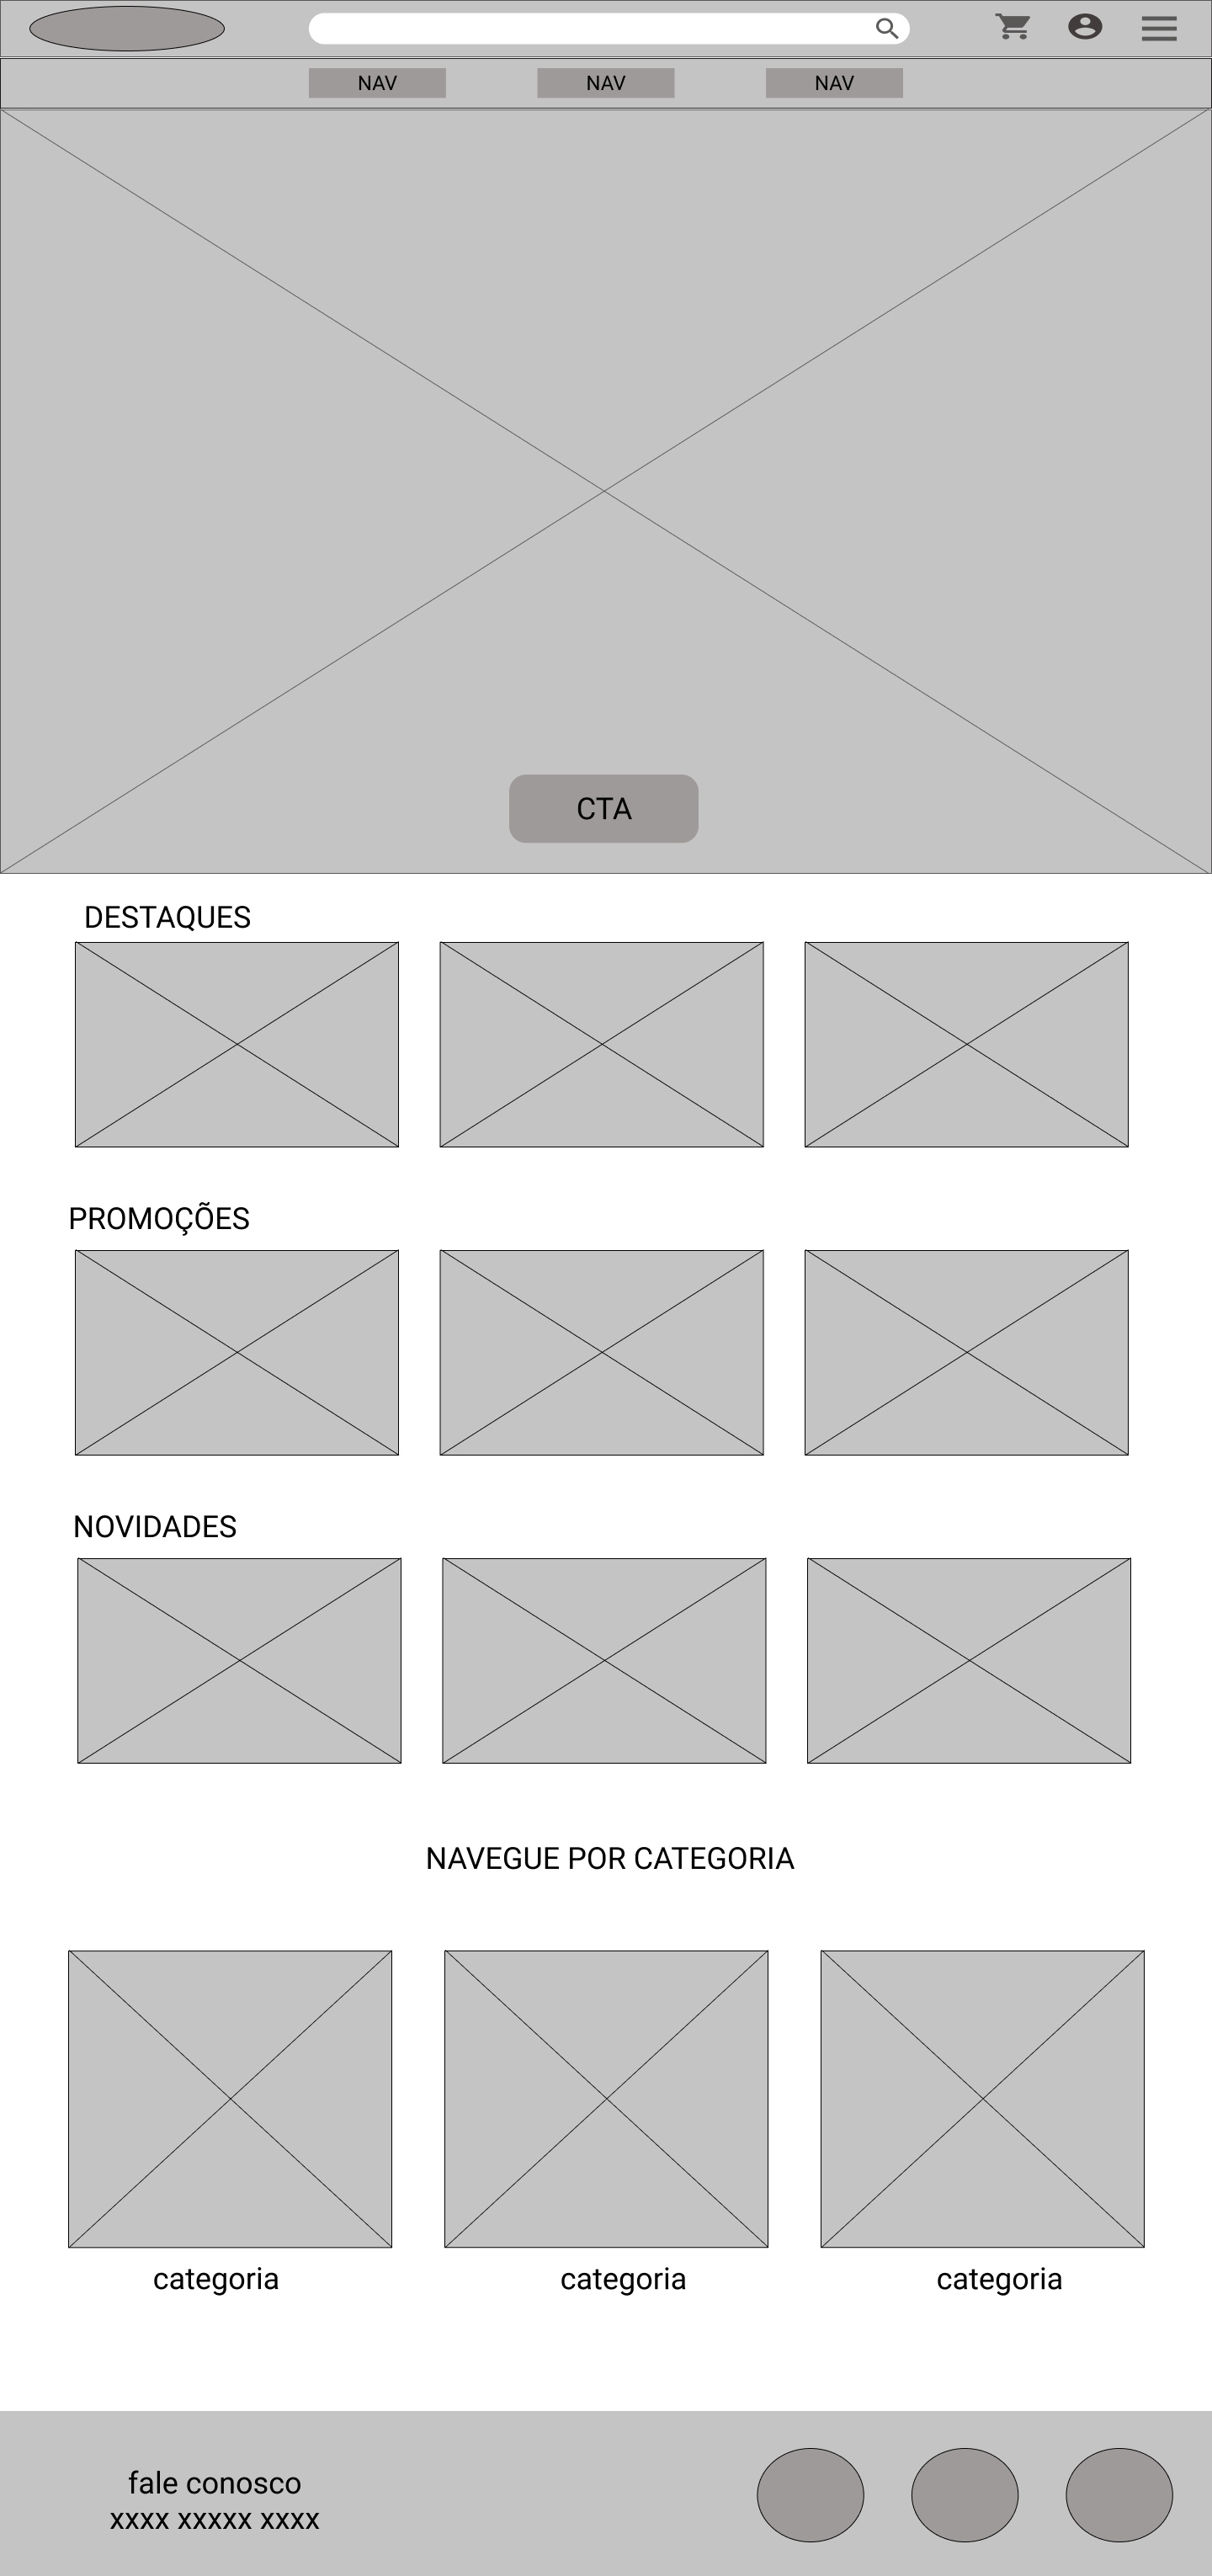 NAV NAV NAV
CTA
DESTAQUES
PROMOÇÕES
NOVIDADES
NAVEGUE POR CATEGORIA
categoria categoria categoria
fale conosco
xxxx xxxxx xxxx